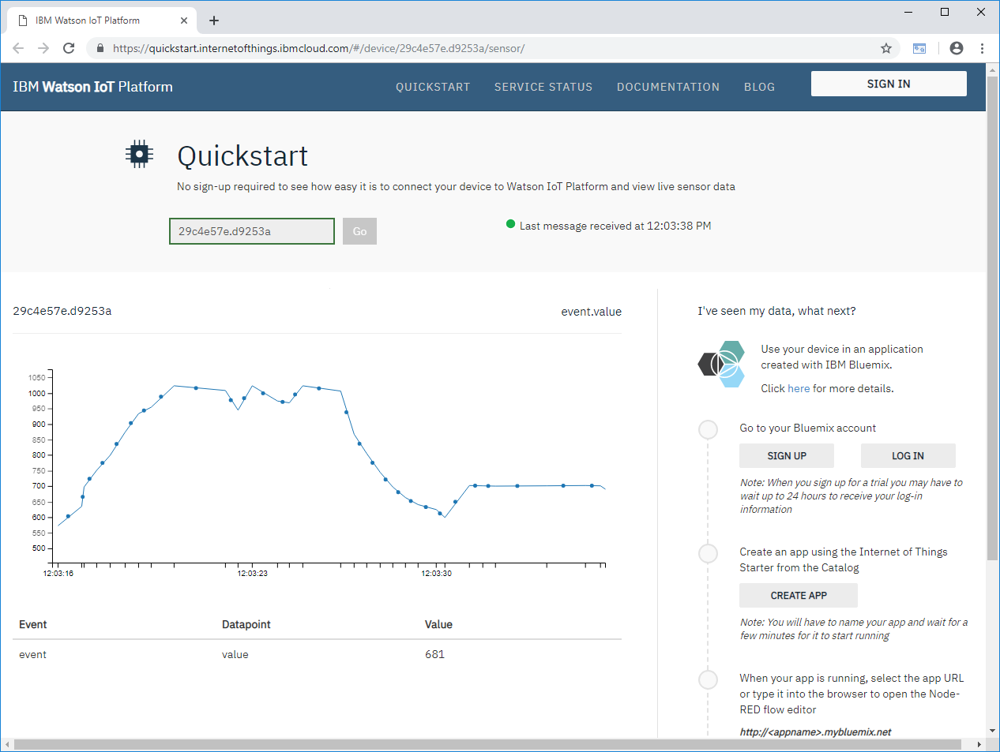 IBM Watson IoT Platform
https://quickstart.internetofthings.ibmcloud.com/#/device/29c4e57e.d9253a/sensor/
IBM Watson IoT Platform
QUICKSTART SERVICE STATUS DOCUMENTATION BLOG SIGN IN
Quickstart
No sign-up required to see how easy it is to connect your device to Watson IoT Platform and view live sensor data
29c4e57e.d9253a Go
Last message received at 12:03:38 PM
29c4e57e.d9253a event.value
1050
1000
950
900
850
800
750
700
650
600
550
500
12:03:16 12:03:23 12:03:30
Event Datapoint Value
event value 681
I've seen my data, what next?
Use your device in an application
created with IBM Bluemix.
Click here for more details.
Go to your Bluemix account
SIGN UP LOG IN
Note: When you sign up for a trial you may have to
wait up to 24 hours to receive your log-in
information
Create an app using the Internet of Things
Starter from the Catalog
CREATE APP
Note: You will have to name your app and wait for a
few minutes for it to start running
When your app is running, select the app URL
or type it into the browser to open the Node-
RED flow editor
http://<appname>.mybluemix.net